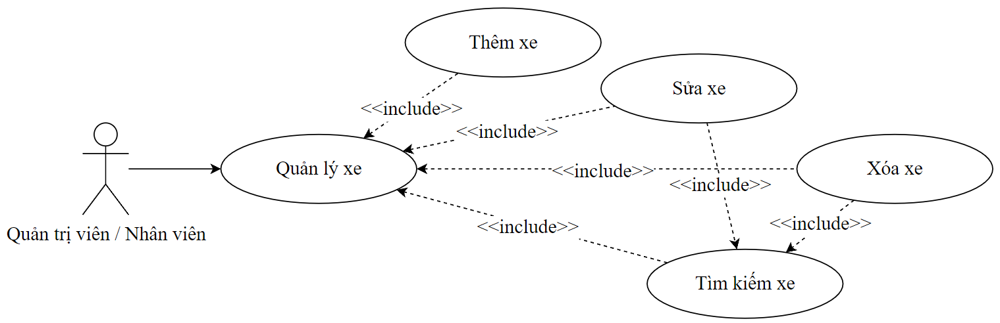 Thêm xe
Sửa xe
<<include>>
<<include>>
Quản lý xe
<<include>>
Xóa xe
<<include>>
<<include>>
<<include>>
Quản trị viên / Nhân viên
Tìm kiếm xe